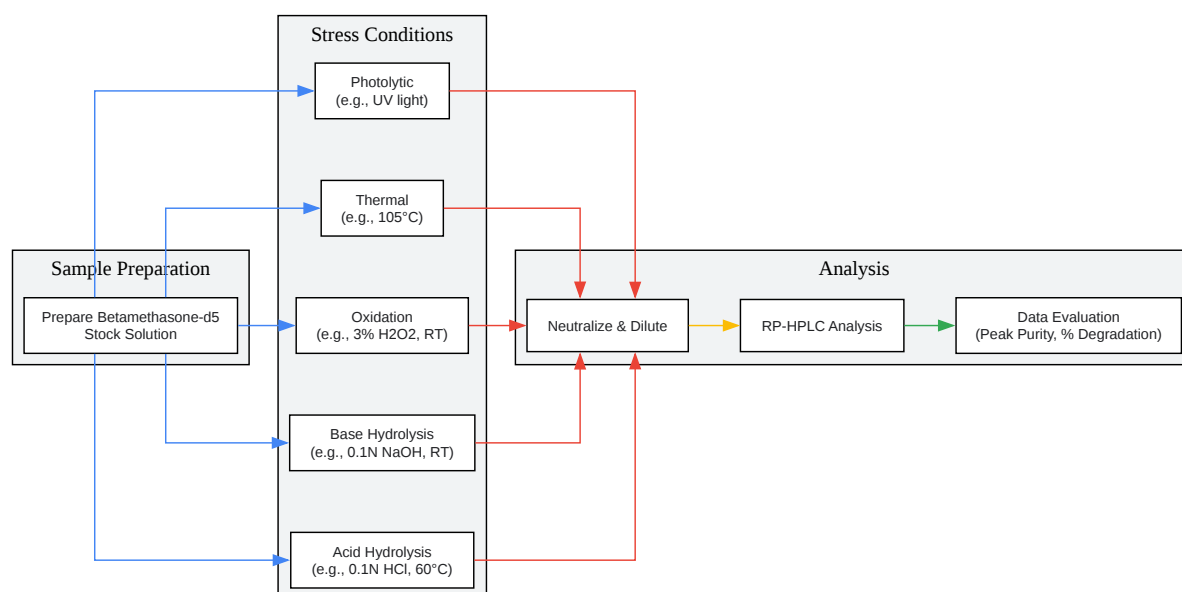 Stress Conditions
Photolytic
(e.g., UV light)
Thermal
(e.g., 105°C)
Sample Preparation
Prepare Betamethasone-d5
Stock Solution
Oxidation
(e.g., 3% H2O2, RT)
Base Hydrolysis
(e.g., 0.1N NaOH, RT)
Acid Hydrolysis
(e.g., 0.1N HCl, 60°C)
Analysis
Neutralize & Dilute
RP-HPLC Analysis
Data Evaluation
(Peak Purity, % Degradation)